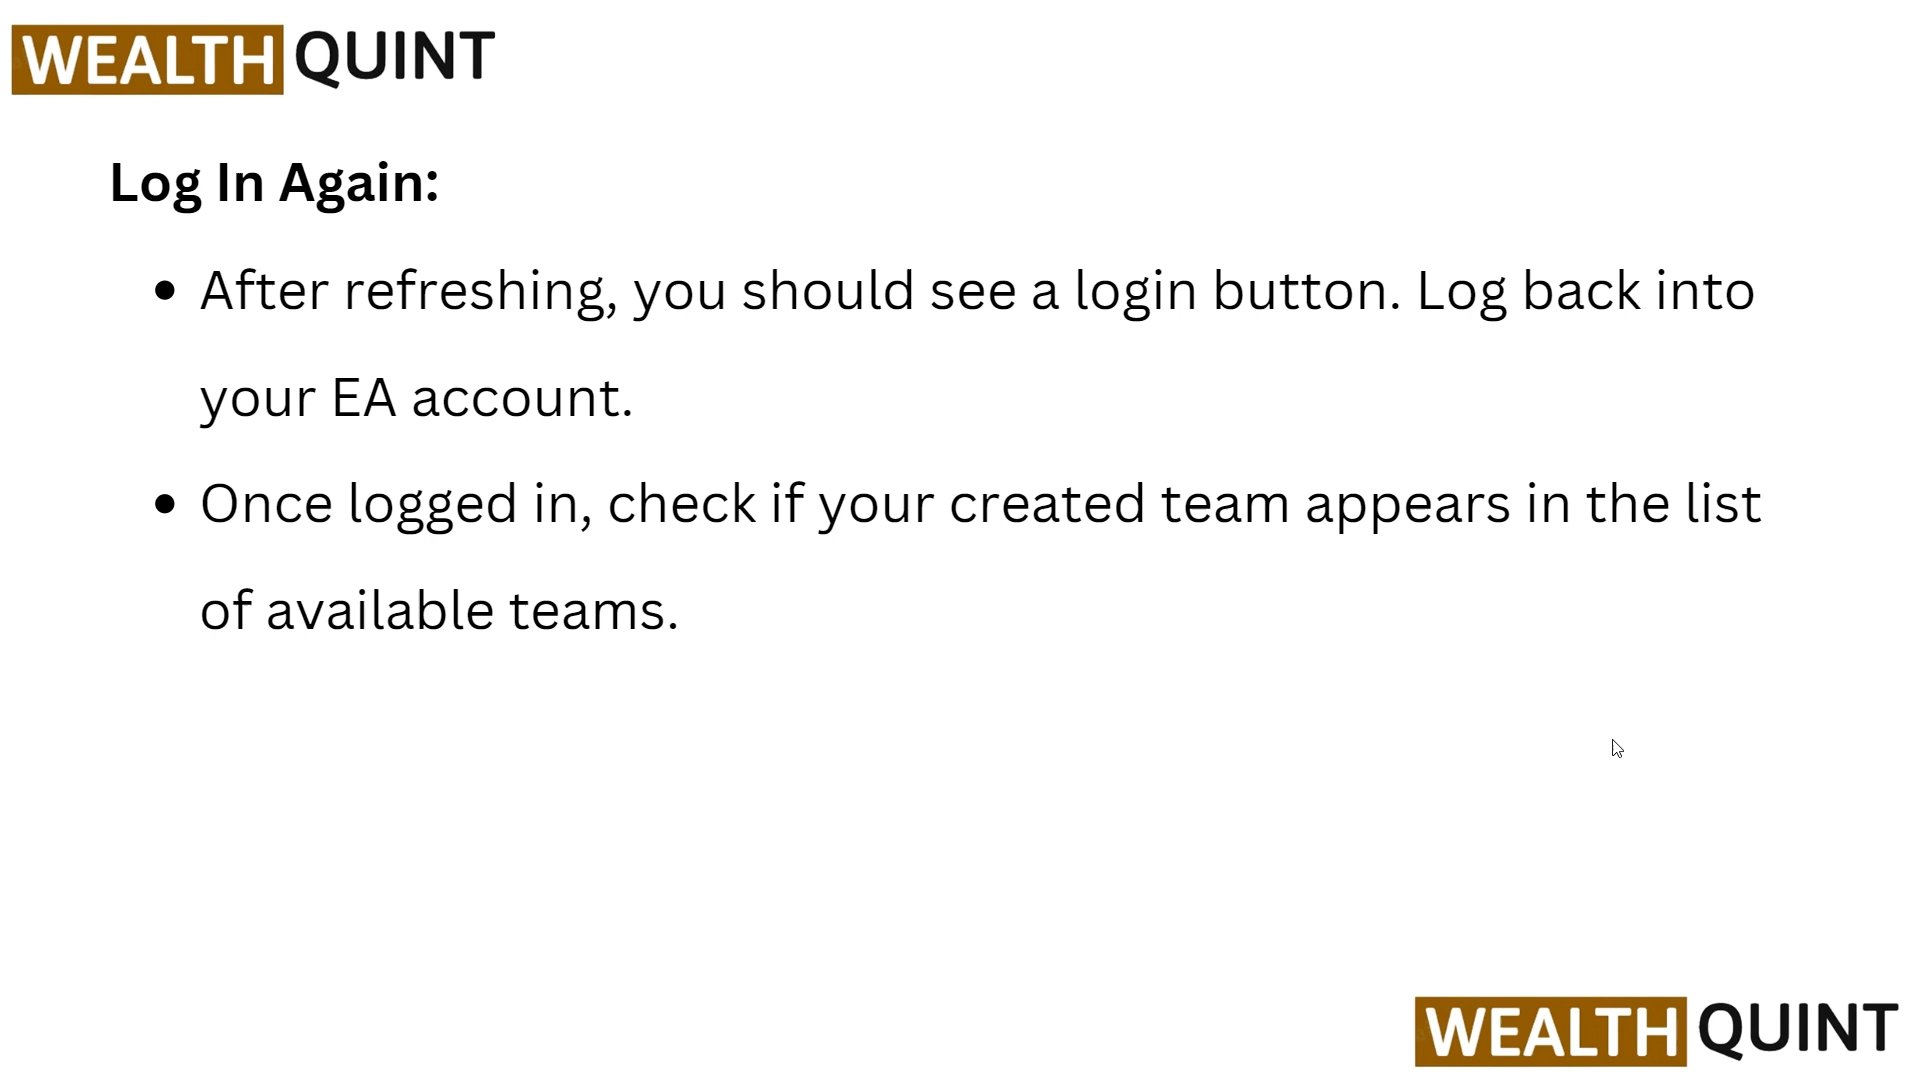 WEALTH QUINT
Log In Again:
• After refreshing, you should see a login button. Log back into
your EA account.
• Once logged in, check if your created team appears in the list
of available teams.
WEALTH QUINT